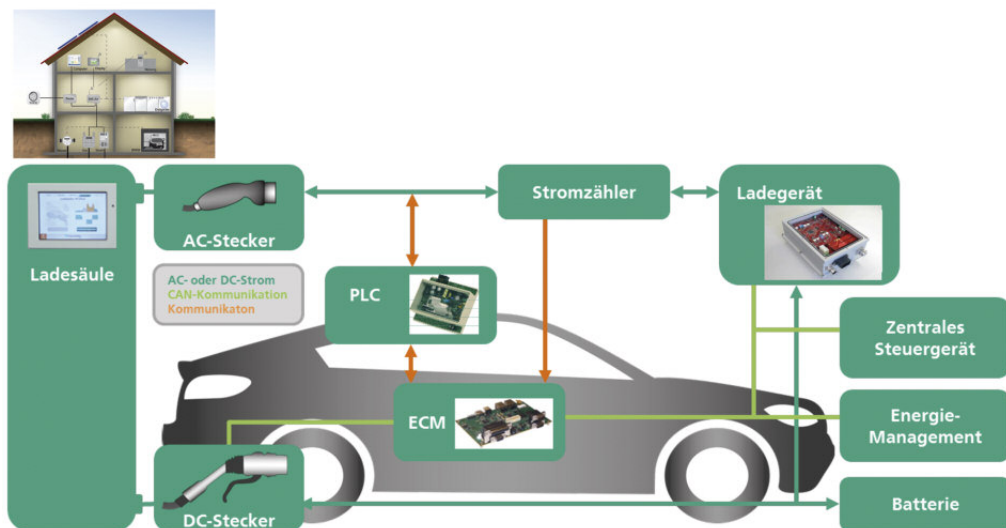 Ladesäule
AC-Stecker
Stromzähler
Ladegerät
AC- oder DC-Strom
CAN-Kommunikation
Kommunikaton
PLC
ECM
Zentrales
Steuergerät
Energie-
Management
DC-Stecker
Batterie